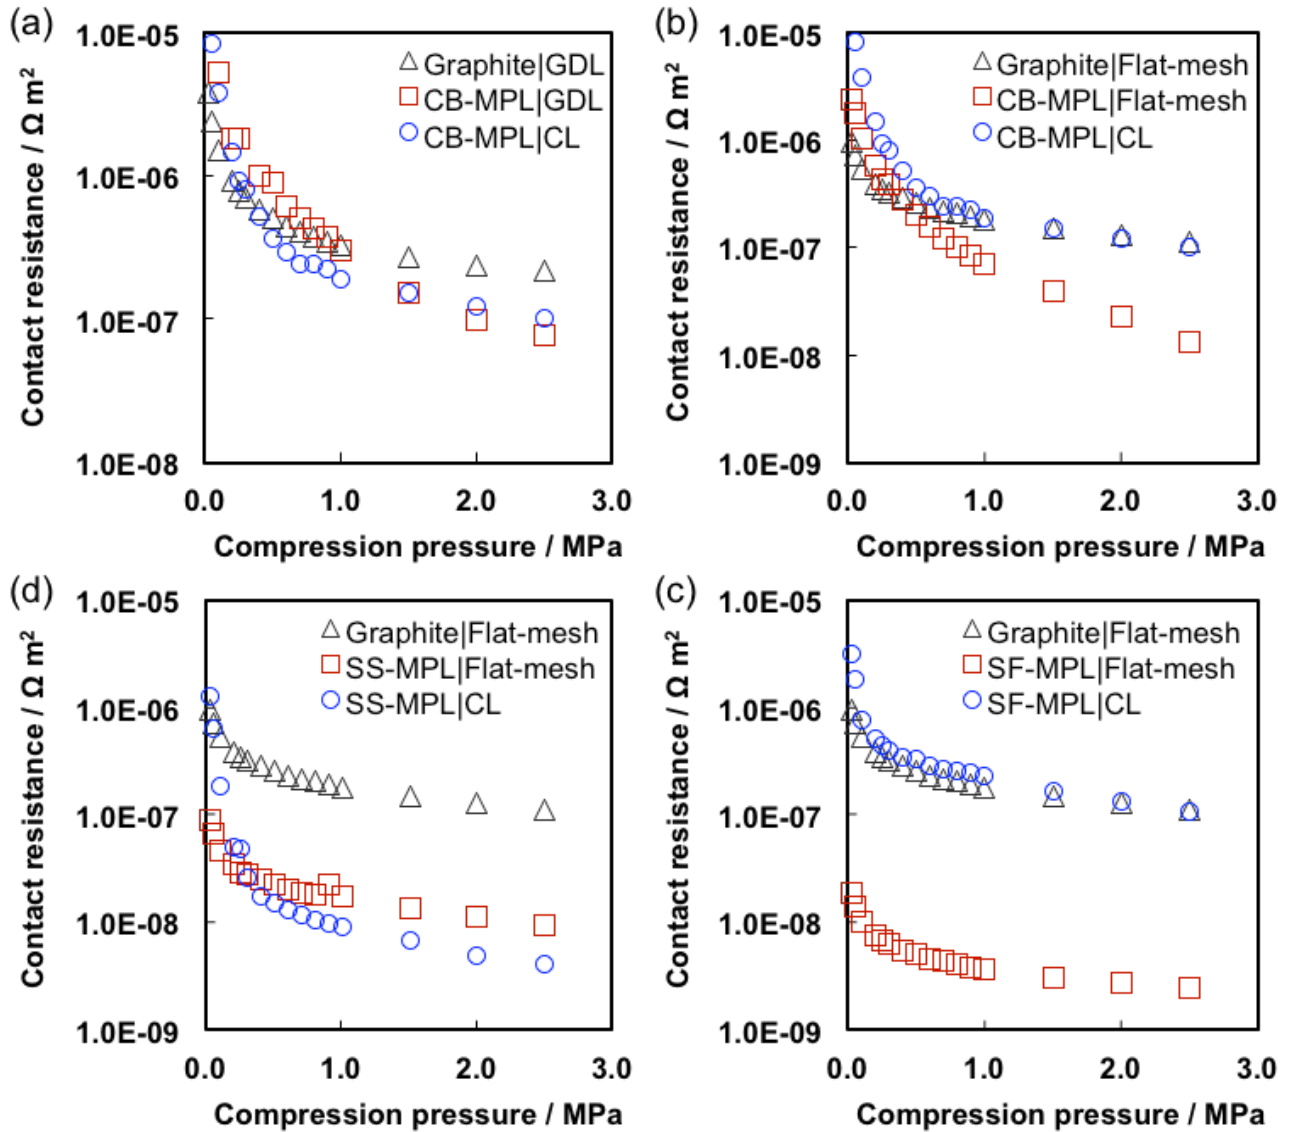 (a)
1.0E-05
1.0E-06
1.0E-07
1.0E-08
Contact resistance / Ω m²
Graphite|GDL
CB-MPL|GDL
CB-MPL|CL
0.0 1.0 2.0 3.0
Compression pressure / MPa
(b)
1.0E-05
1.0E-06
1.0E-07
1.0E-08
1.0E-09
Contact resistance / Ω m²
Graphite|Flat-mesh
CB-MPL|Flat-mesh
CB-MPL|CL
0.0 1.0 2.0 3.0
Compression pressure / MPa
(d)
1.0E-05
1.0E-06
1.0E-07
1.0E-08
1.0E-09
Contact resistance / Ω m²
Graphite|Flat-mesh
SS-MPL|Flat-mesh
SS-MPL|CL
0.0 1.0 2.0 3.0
Compression pressure / MPa
(c)
1.0E-05
1.0E-06
1.0E-07
1.0E-08
1.0E-09
Contact resistance / Ω m²
Graphite|Flat-mesh
SF-MPL|Flat-mesh
SF-MPL|CL
0.0 1.0 2.0 3.0
Compression pressure / MPa